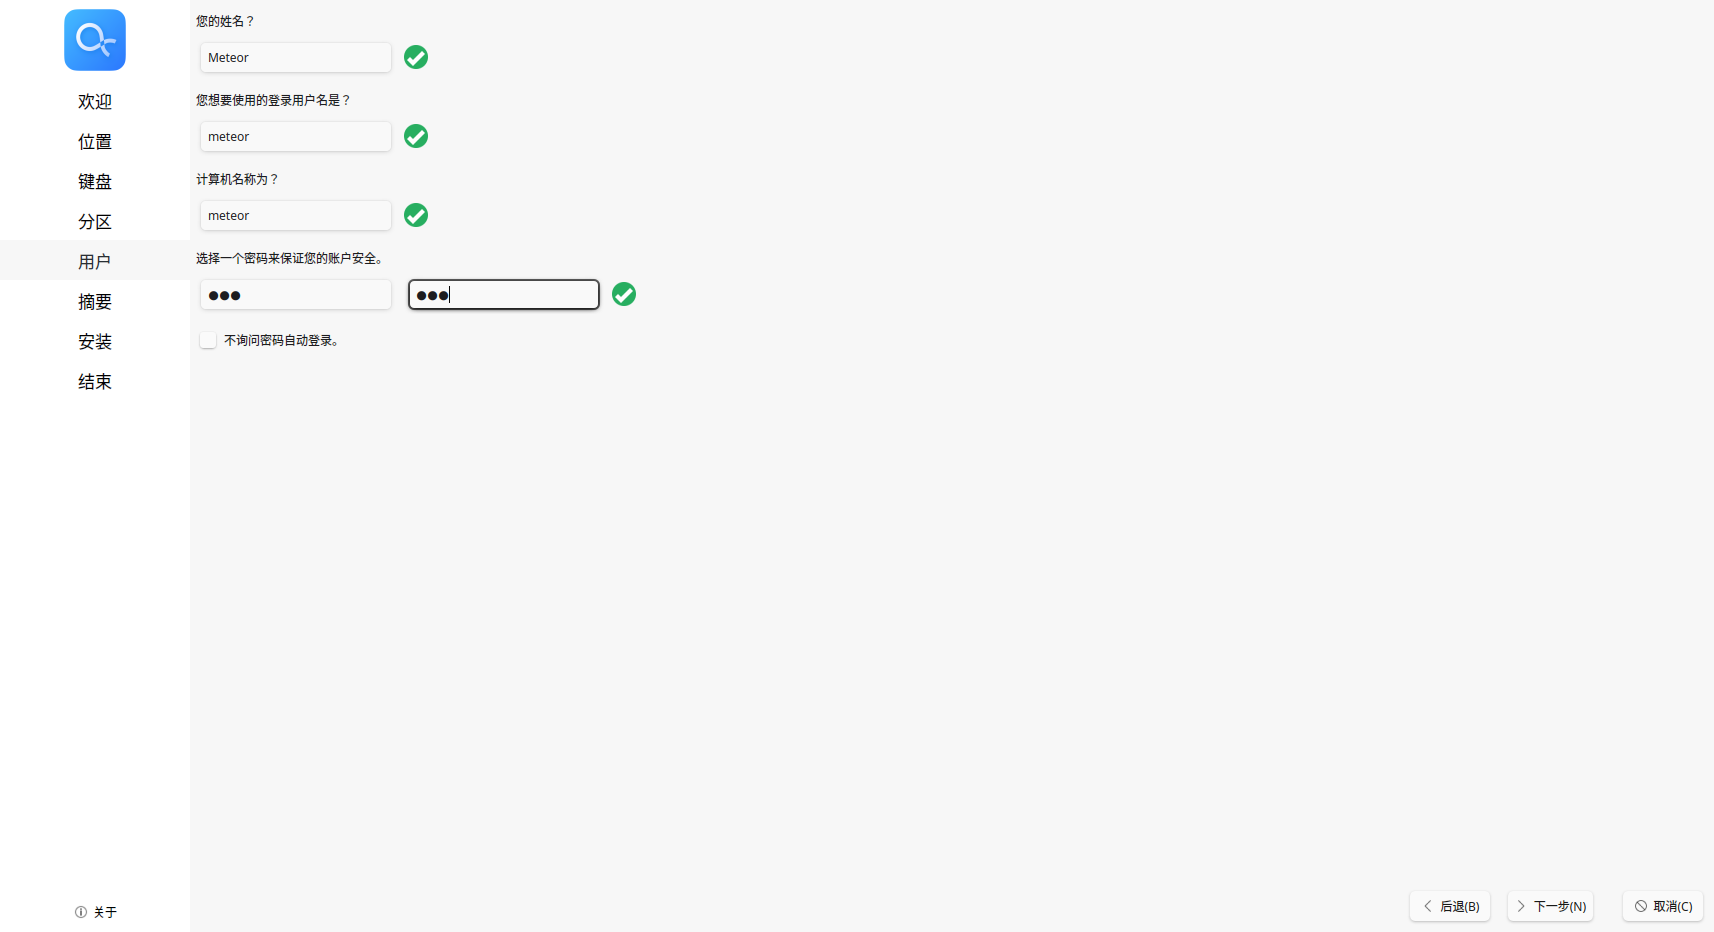 欢迎
位置
键盘
分区
用户
摘要
安装
结束
关于
您的姓名？
Meteor
您想要使用的登录用户名是？
meteor
计算机名称为？
meteor
选择一个密码来保证您的账户安全。
●●● ●●●
不询问密码自动登录。
后退(B) 下一步(N) 取消(C)